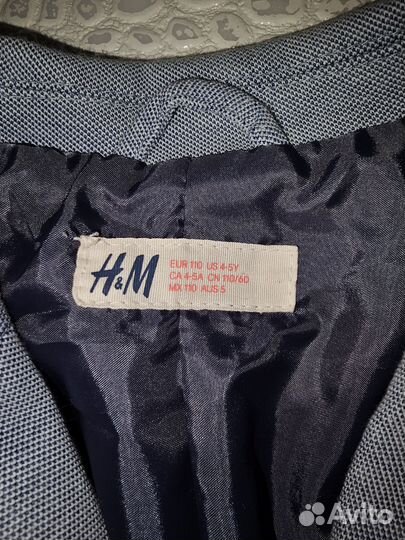 H&M
EUR 110 US 4-5Y
CA 4-5A CN 110/60
MX 110 AUS 5
Avito